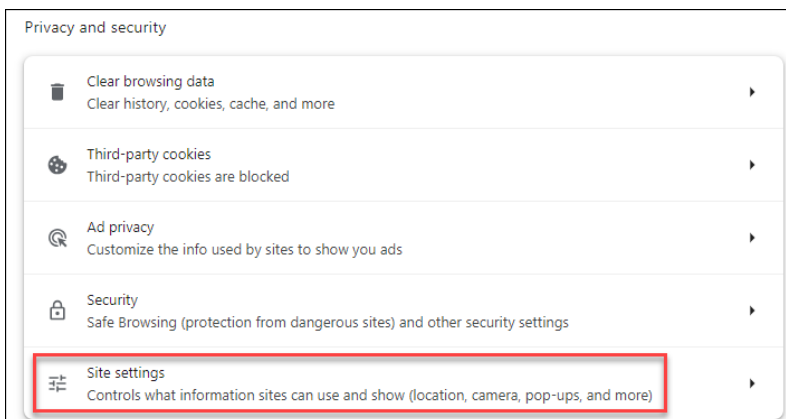 Privacy and security
Clear browsing data
Clear history, cookies, cache, and more
Third-party cookies
Third-party cookies are blocked
Ad privacy
Customize the info used by sites to show you ads
Security
Safe Browsing (protection from dangerous sites) and other security settings
Site settings
Controls what information sites can use and show (location, camera, pop-ups, and more)